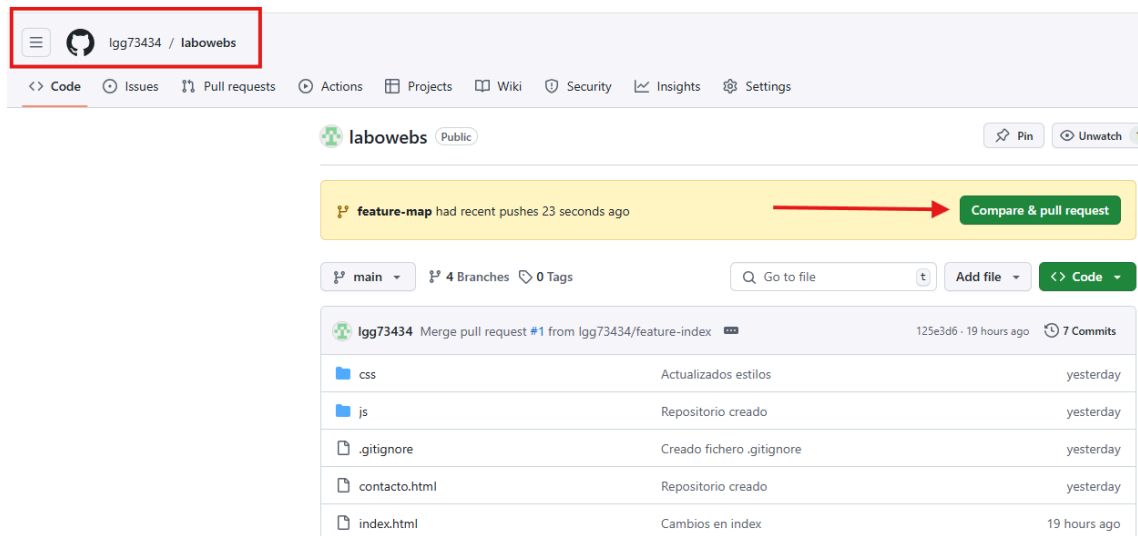 lgg73434 / labowebs
Code Issues Pull requests Actions Projects Wiki Security Insights Settings
labowebs Public Pin Unwatch
feature-map had recent pushes 23 seconds ago Compare & pull request
main 4 Branches 0 Tags Go to file t Add file Code
lgg73434 Merge pull request #1 from lgg73434/feature-index 125e3d6 · 19 hours ago 7 Commits
css Actualizados estilos yesterday
js Repositorio creado yesterday
.gitignore Creado fichero .gitignore yesterday
contacto.html Repositorio creado yesterday
index.html Cambios en index 19 hours ago